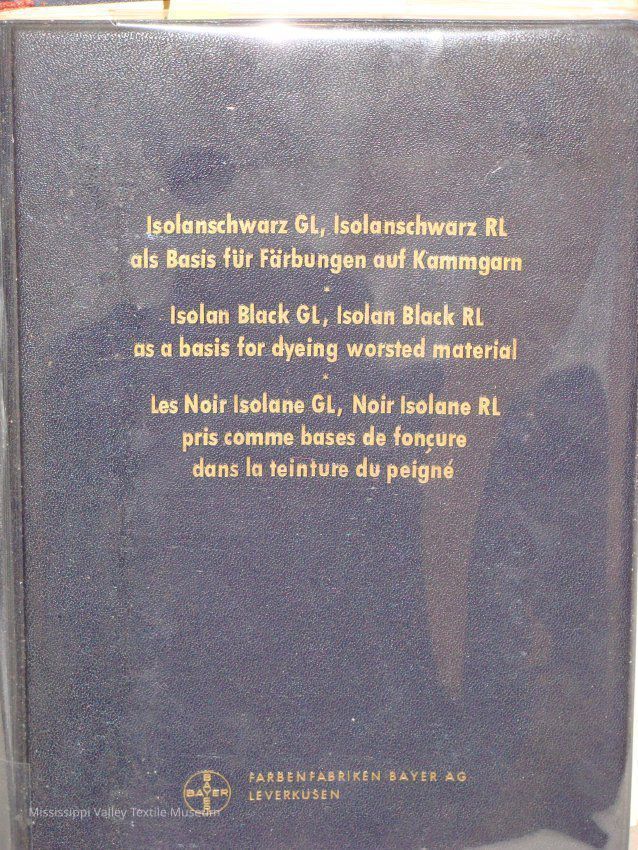 Isolanschwarz GL, Isolanschwarz RL
als Basis für Färbungen auf Kammgarn
*
Isolan Black GL, Isolan Black RL
as a basis for dyeing worsted material
*
Les Noir Isolane GL, Noir Isolane RL
pris comme bases de fonçure
dans la teinture du peigné
BAYER
BAYER
FARBENFABRIKEN BAYER AG
LEVERKUSEN
Mississippi Valley Textile Museum